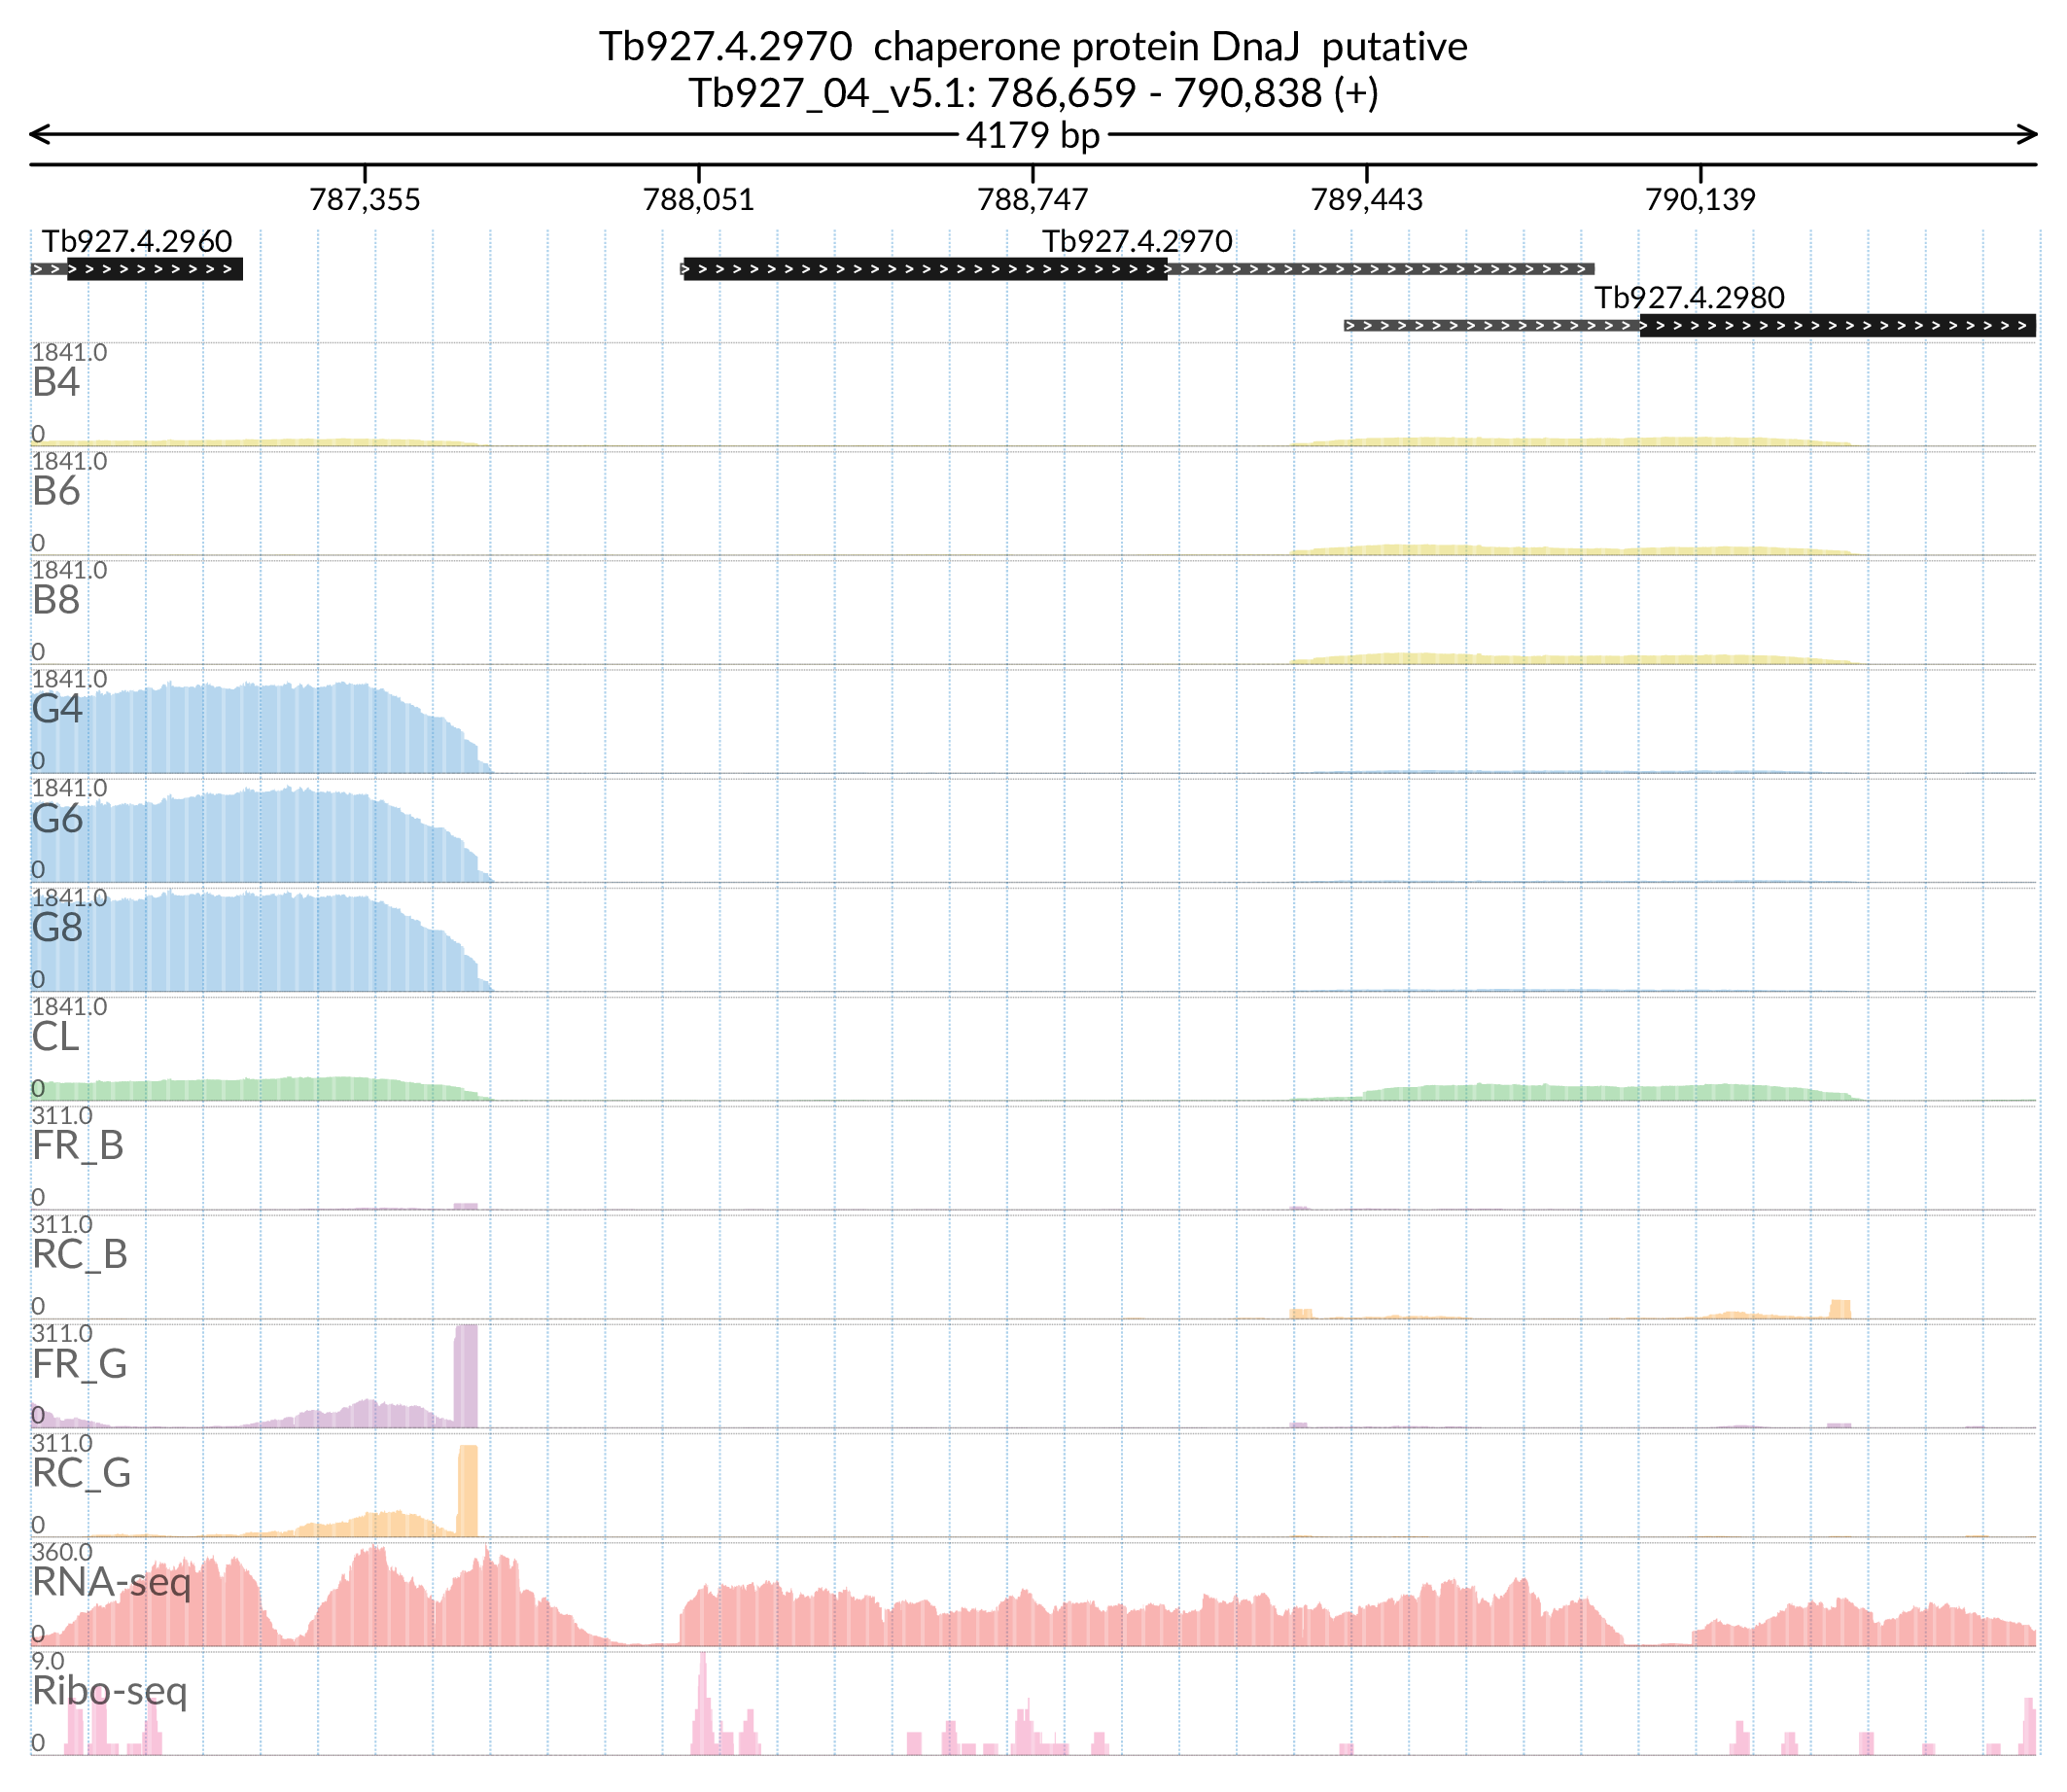 Tb927.4.2970  chaperone protein DnaJ  putative
Tb927_04_v5.1: 786,659 - 790,838 (+)
4179 bp
787,355 788,051 788,747 789,443 790,139
Tb927.4.2960 Tb927.4.2970
Tb927.4.2980
1841.0
B4
0
1841.0
B6
0
1841.0
B8
0
1841.0
G4
0
1841.0
G6
0
1841.0
G8
0
1841.0
CL
0
311.0
FR_B
0
311.0
RC_B
0
311.0
FR_G
0
311.0
RC_G
0
360.0
RNA-seq
0
9.0
Ribo-seq
0